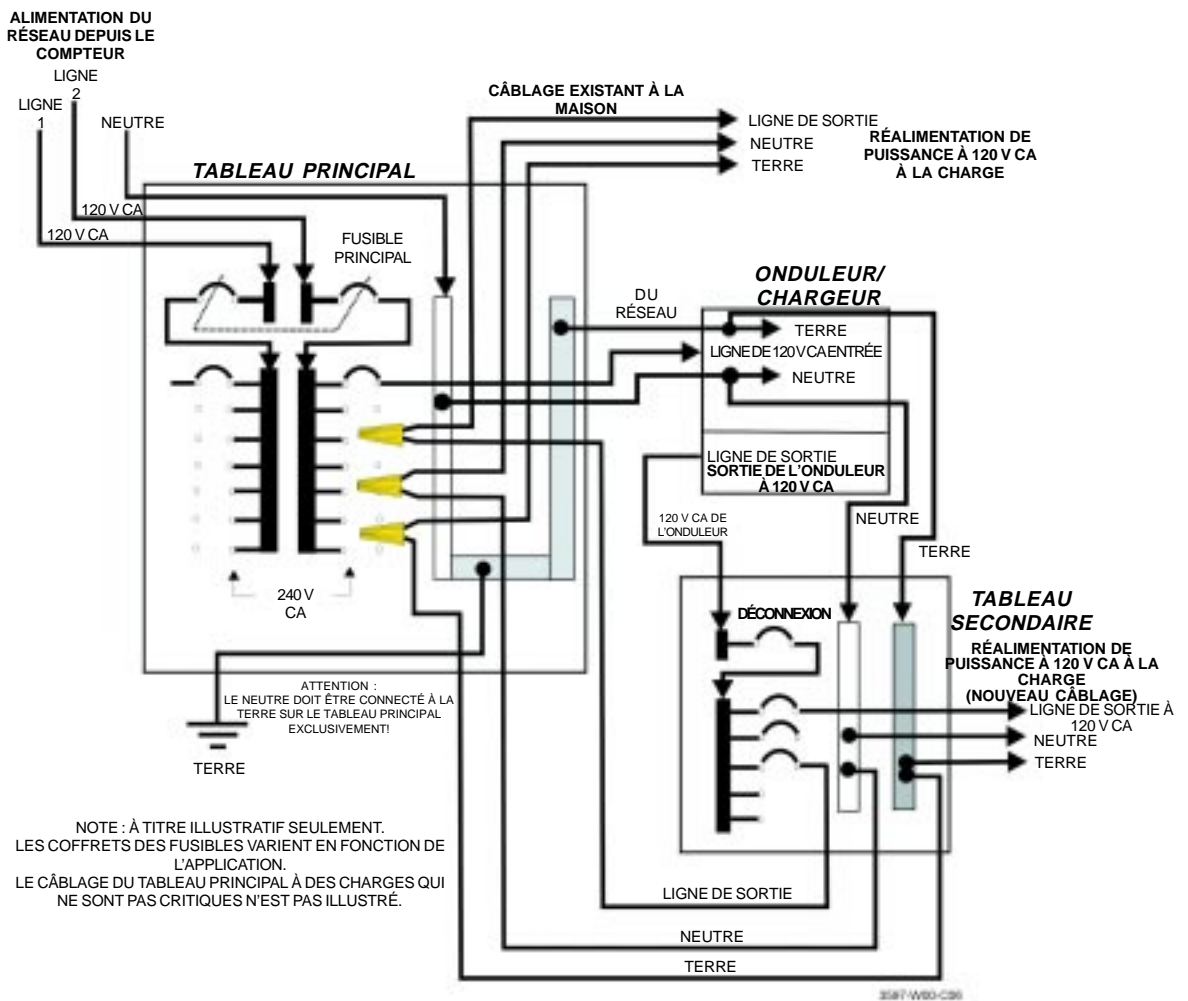 ALIMENTATION DU
RÉSEAU DEPUIS LE
COMPTEUR
LIGNE
2
LIGNE
1
NEUTRE
CÂBLAGE EXISTANT À LA
MAISON
LIGNE DE SORTIE
NEUTRE
TERRE
RÉALIMENTATION DE
PUISSANCE À 120 V CA
À LA CHARGE
TABLEAU PRINCIPAL
120 V CA
120 V CA
FUSIBLE
PRINCIPAL
ONDULEUR/
CHARGEUR
DU
RÉSEAU
TERRE
LIGNE DE 120 V CA ENTRÉE
NEUTRE
LIGNE DE SORTIE
SORTIE DE L'ONDULEUR
À 120 V CA
120 V CA DE
L'ONDULEUR
NEUTRE
TERRE
240 V
CA
DÉCONNEXION
TABLEAU
SECONDAIRE
RÉALIMENTATION DE
PUISSANCE À 120 V CA À LA
CHARGE
(NOUVEAU CÂBLAGE)
LIGNE DE SORTIE À
120 V CA
NEUTRE
TERRE
ATTENTION :
LE NEUTRE DOIT ÊTRE CONNECTÉ À LA
TERRE SUR LE TABLEAU PRINCIPAL
EXCLUSIVEMENT!
TERRE
NOTE : À TITRE ILLUSTRATIF SEULEMENT.
LES COFFRETS DES FUSIBLES VARIENT EN FONCTION DE
L'APPLICATION.
LE CÂBLAGE DU TABLEAU PRINCIPAL À DES CHARGES QUI
NE SONT PAS CRITIQUES N'EST PAS ILLUSTRÉ.
LIGNE DE SORTIE
NEUTRE
TERRE
3597-W00-C06